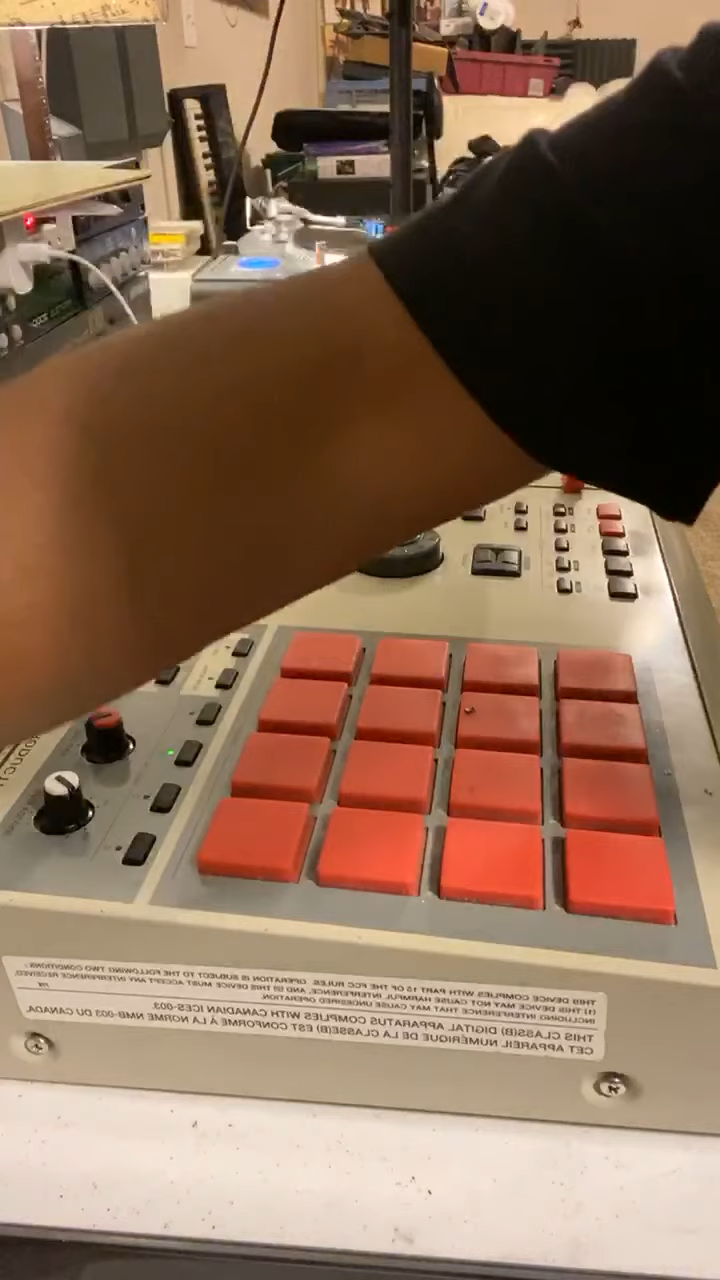 THIS DEVICE COMPLIES WITH PART 15 OF THE FCC RULES. OPERATION IS SUBJECT TO THE FOLLOWING TWO CONDITIONS:
(1) THIS DEVICE MAY NOT CAUSE HARMFUL INTERFERENCE, AND (2) THIS DEVICE MUST ACCEPT ANY INTERFERENCE RECEIVED,
INCLUDING INTERFERENCE THAT MAY CAUSE UNDESIRED OPERATION.
THIS CLASS(B) DIGITAL APPARATUS COMPLIES WITH CANADIAN ICES-003.
CET APPAREIL NUMÉRIQUE DE LA CLASSE(B) EST CONFORME À LA NORME NMB-003 DU CANADA.